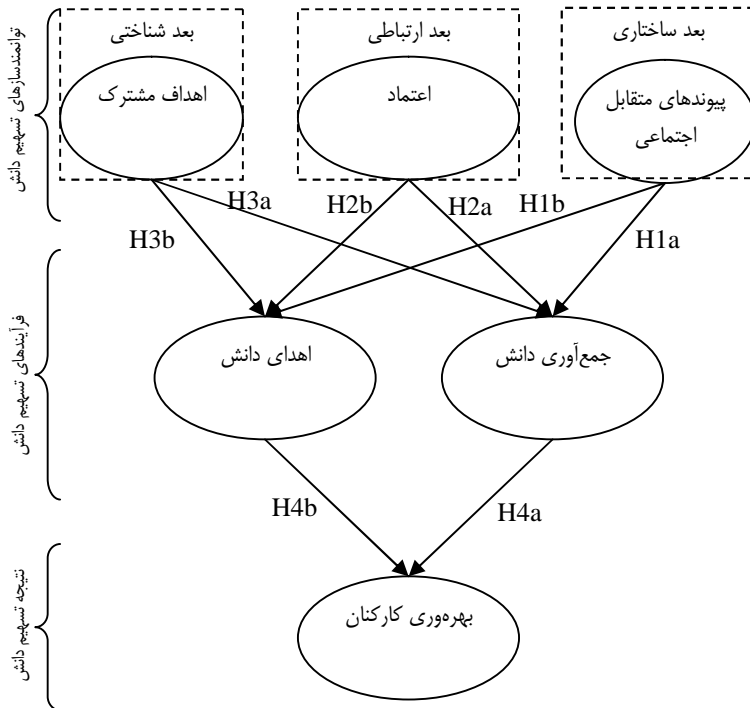 بعد ساختاری
بعد ارتباطی
بعد شناختی
پیوندهای متقابل
اجتماعی
اعتماد
اهداف مشترک
توانمندسازهای تسهیم دانش
H3a
H2b
H2a
H1b
H3b
H1a
جمع‌آوری دانش
اهدای دانش
فرآیندهای تسهیم دانش
H4b
H4a
بهره‌وری کارکنان
نتیجه تسهیم دانش